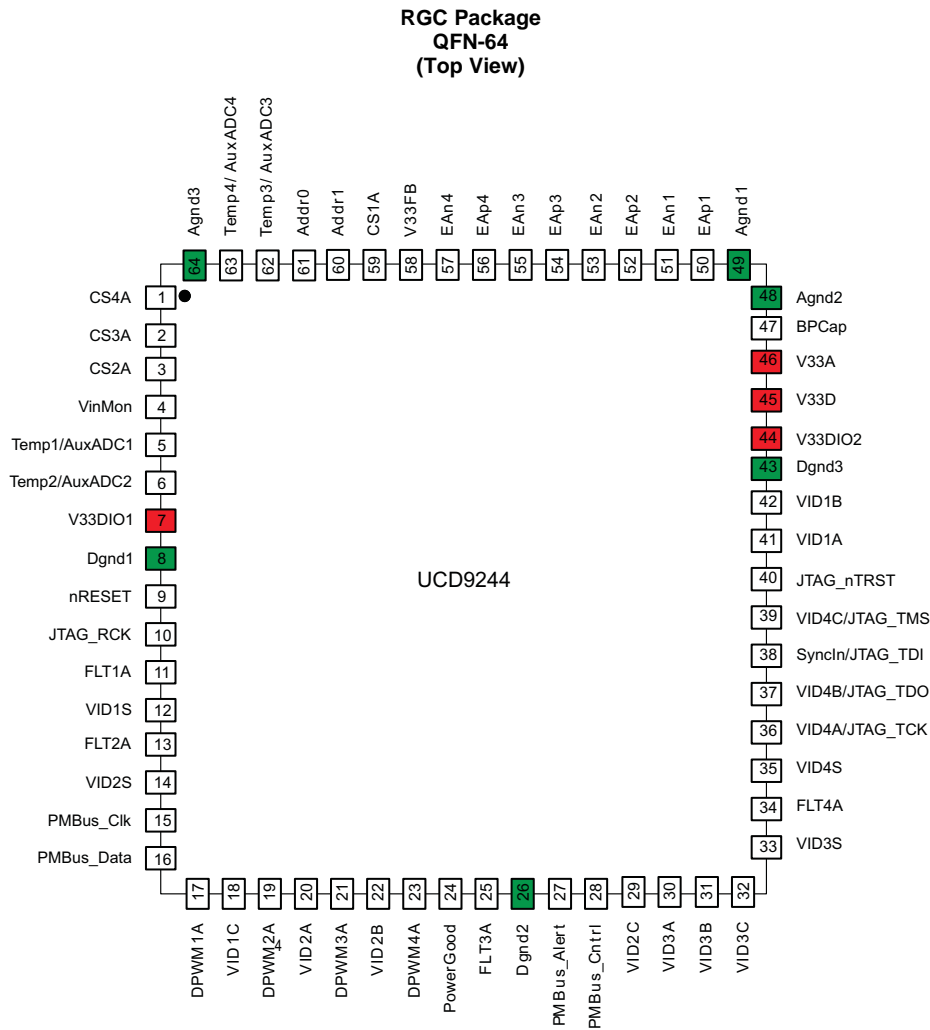 RGC Package
QFN-64
(Top View)
Agnd3
Temp4/ AuxADC4
Temp3/ AuxADC3
Addr0
Addr1
CS1A
V33FB
EAn4
EAp4
EAn3
EAp3
EAn2
EAp2
EAn1
EAp1
Agnd1
64
63
62
61
60
59
58
57
56
55
54
53
52
51
50
49
CS4A 1
CS3A 2
CS2A 3
VinMon 4
Temp1/AuxADC1 5
Temp2/AuxADC2 6
V33DIO1 7
Dgnd1 8
nRESET 9
JTAG_RCK 10
FLT1A 11
VID1S 12
FLT2A 13
VID2S 14
PMBus_Clk 15
PMBus_Data 16
UCD9244
48 Agnd2
47 BPCap
46 V33A
45 V33D
44 V33DIO2
43 Dgnd3
42 VID1B
41 VID1A
40 JTAG_nTRST
39 VID4C/JTAG_TMS
38 SyncIn/JTAG_TDI
37 VID4B/JTAG_TDO
36 VID4A/JTAG_TCK
35 VID4S
34 FLT4A
33 VID3S
17
18
19
20
21
22
23
24
25
26
27
28
29
30
31
32
DPWM1A
VID1C
DPWM2A
4
VID2A
DPWM3A
VID2B
DPWM4A
PowerGood
FLT3A
Dgnd2
PMBus_Alert
PMBus_Cntrl
VID2C
VID3A
VID3B
VID3C